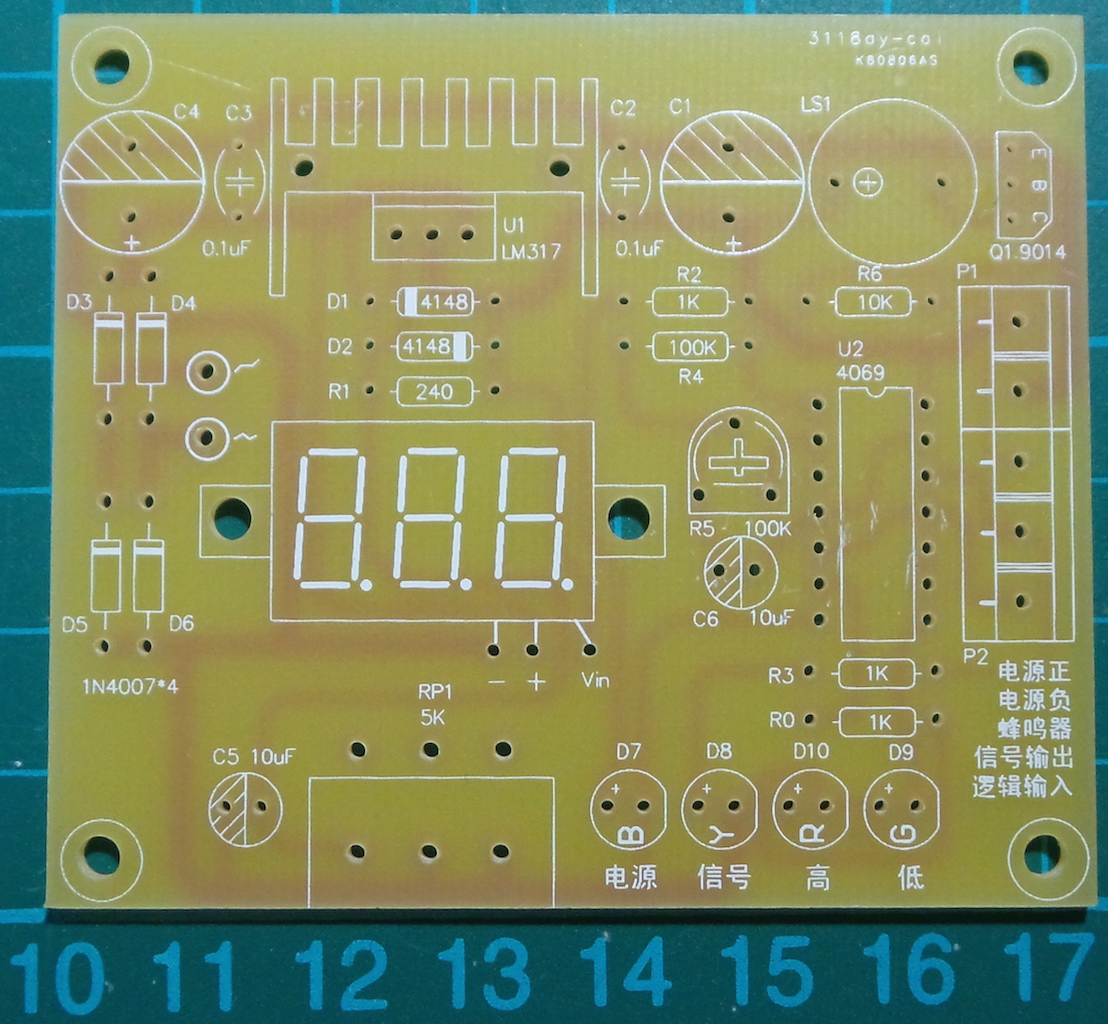 3118ay-cai
K80806AS
C4
C3
C2
C1
LS1
E
B
C
0.1uF
U1
LM317
0.1uF
Q1.9014
D3
D4
D1
4148
R2
1K
R6
10K
P1
D2
4148
100K
R4
U2
4069
R1
240
8.8.8.
R5
100K
C6
10uF
D5
D6
1N4007*4
-
+
Vin
RP1
5K
R3
1K
R0
1K
P2
电源正
电源负
蜂鸣器
信号输出
逻辑输入
C5 10uF
D7
D8
D10
D9
B
Y
R
G
电源
信号
高
低
10 11 12 13 14 15 16 17